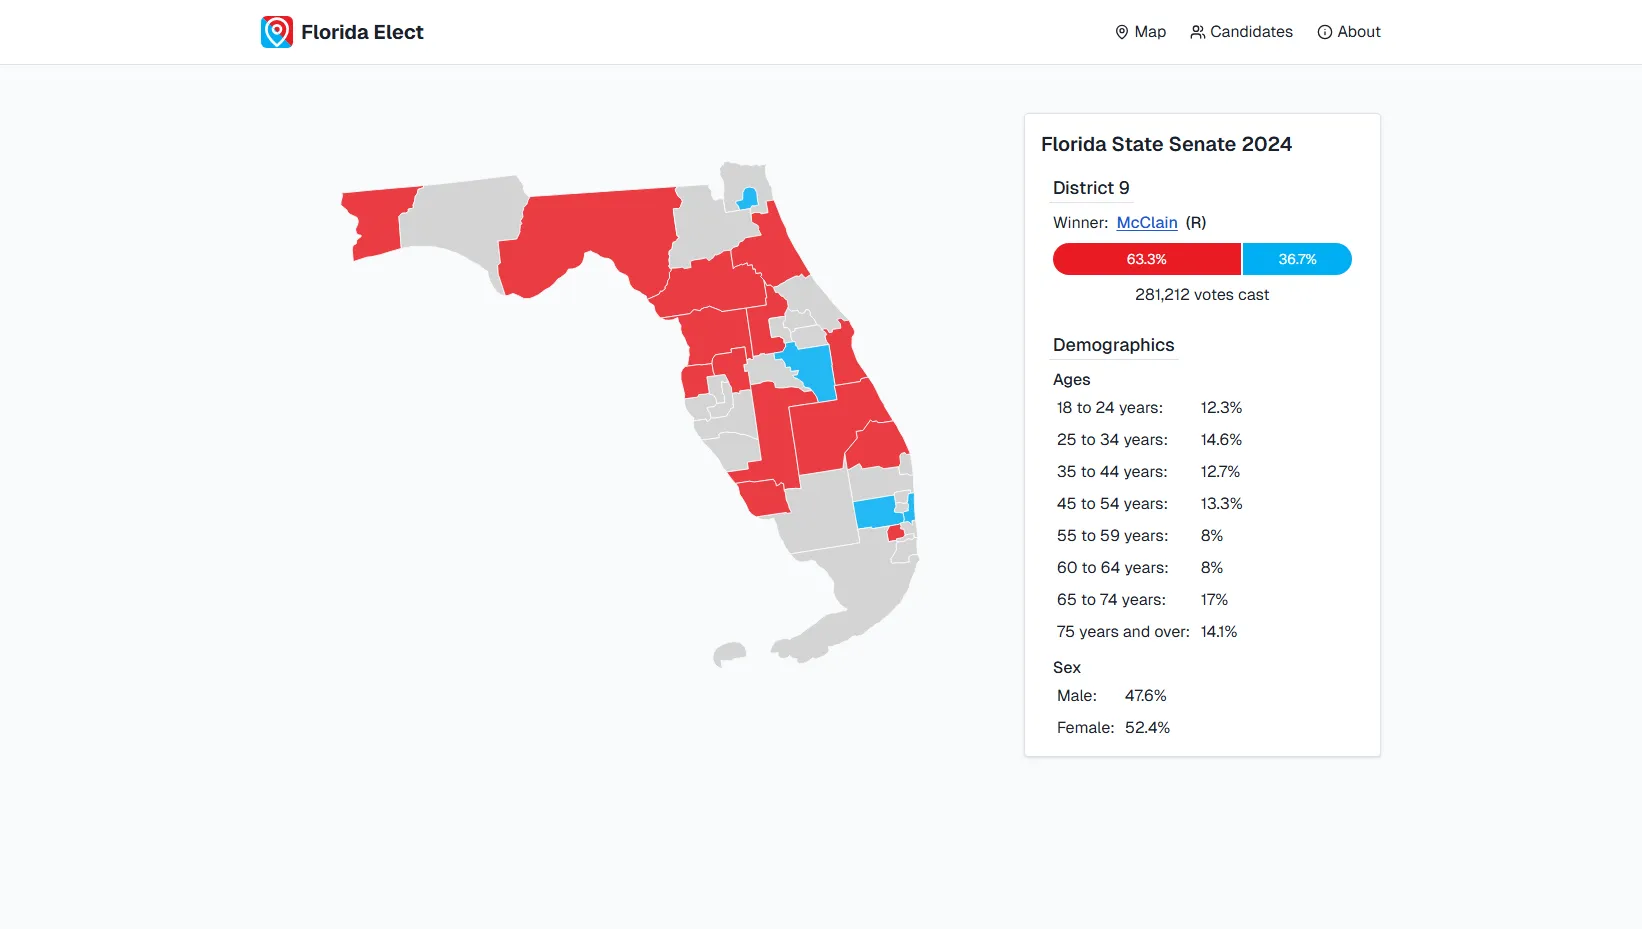 Florida Elect
Map
Candidates
About
Florida State Senate 2024
District 9
Winner: McClain (R)
63.3% 36.7%
281,212 votes cast
Demographics
Ages
18 to 24 years: 12.3%
25 to 34 years: 14.6%
35 to 44 years: 12.7%
45 to 54 years: 13.3%
55 to 59 years: 8%
60 to 64 years: 8%
65 to 74 years: 17%
75 years and over: 14.1%
Sex
Male: 47.6%
Female: 52.4%